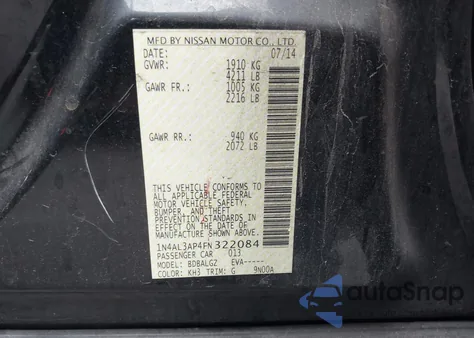 MFD BY NISSAN MOTOR CO., LTD.
DATE: 07/14
GVWR: 1910 KG
4211 LB
GAWR FR.: 1005 KG
2216 LB
GAWR RR.: 940 KG
2072 LB
THIS VEHICLE CONFORMS TO
ALL APPLICABLE FEDERAL
MOTOR VEHICLE SAFETY,
BUMPER, AND THEFT
PREVENTION STANDARDS IN
EFFECT ON THE DATE OF
MANUFACTURE SHOWN ABOVE.
1N4AL3AP4FN322084
PASSENGER CAR 013
MODEL: BDBALGZ EVA-----
COLOR: KH3 TRIM: G 9N00A
autoSnap